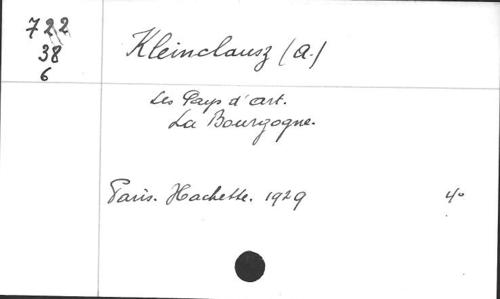 722
38
6
Kleinclausz (A.)
Les Pays d'art.
La Bourgogne.
Paris. Hachette. 1929 4°